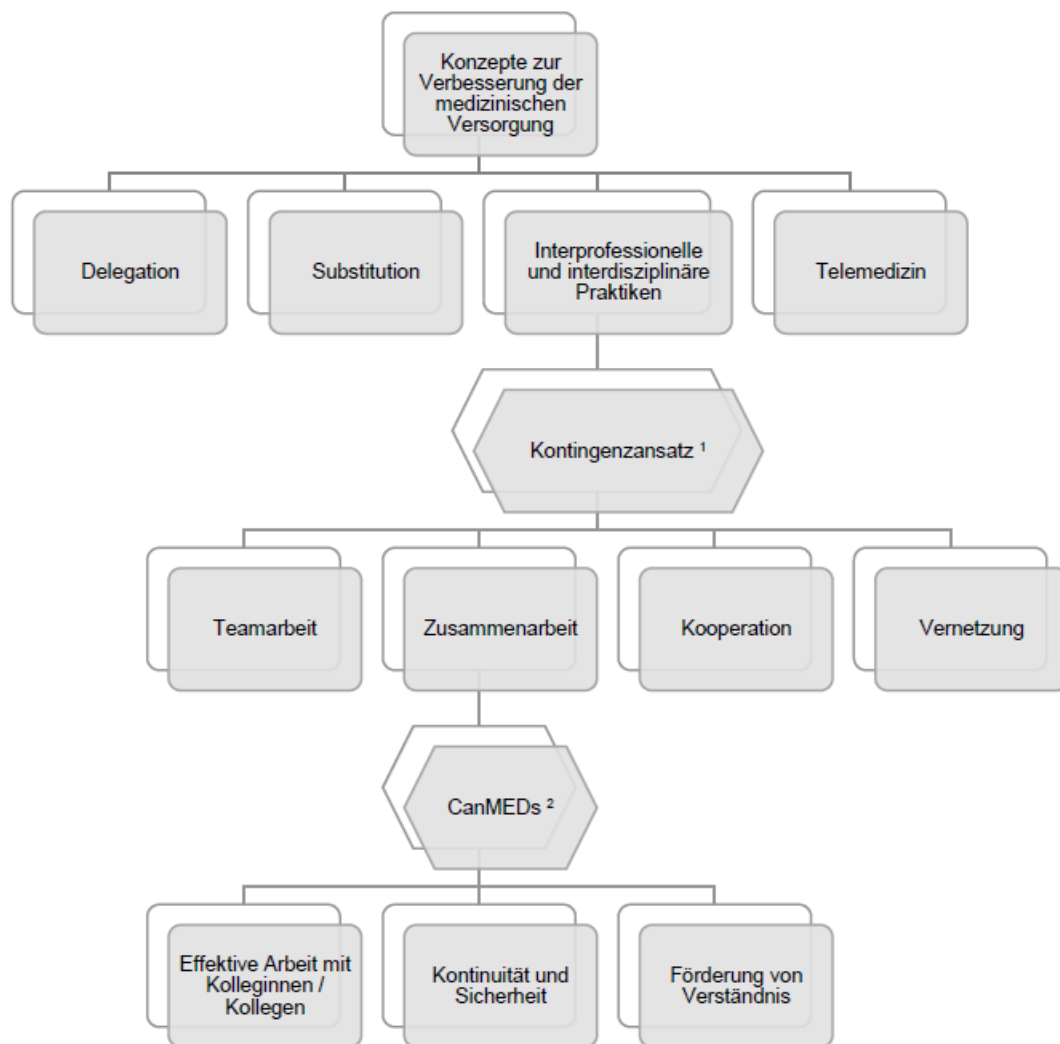 Konzepte zur
Verbesserung der
medizinischen
Versorgung
Delegation
Substitution
Interprofessionelle
und interdisziplinäre
Praktiken
Telemedizin
Kontingenzansatz ¹
Teamarbeit
Zusammenarbeit
Kooperation
Vernetzung
CanMEDs ²
Effektive Arbeit mit
Kolleginnen /
Kollegen
Kontinuität und
Sicherheit
Förderung von
Verständnis